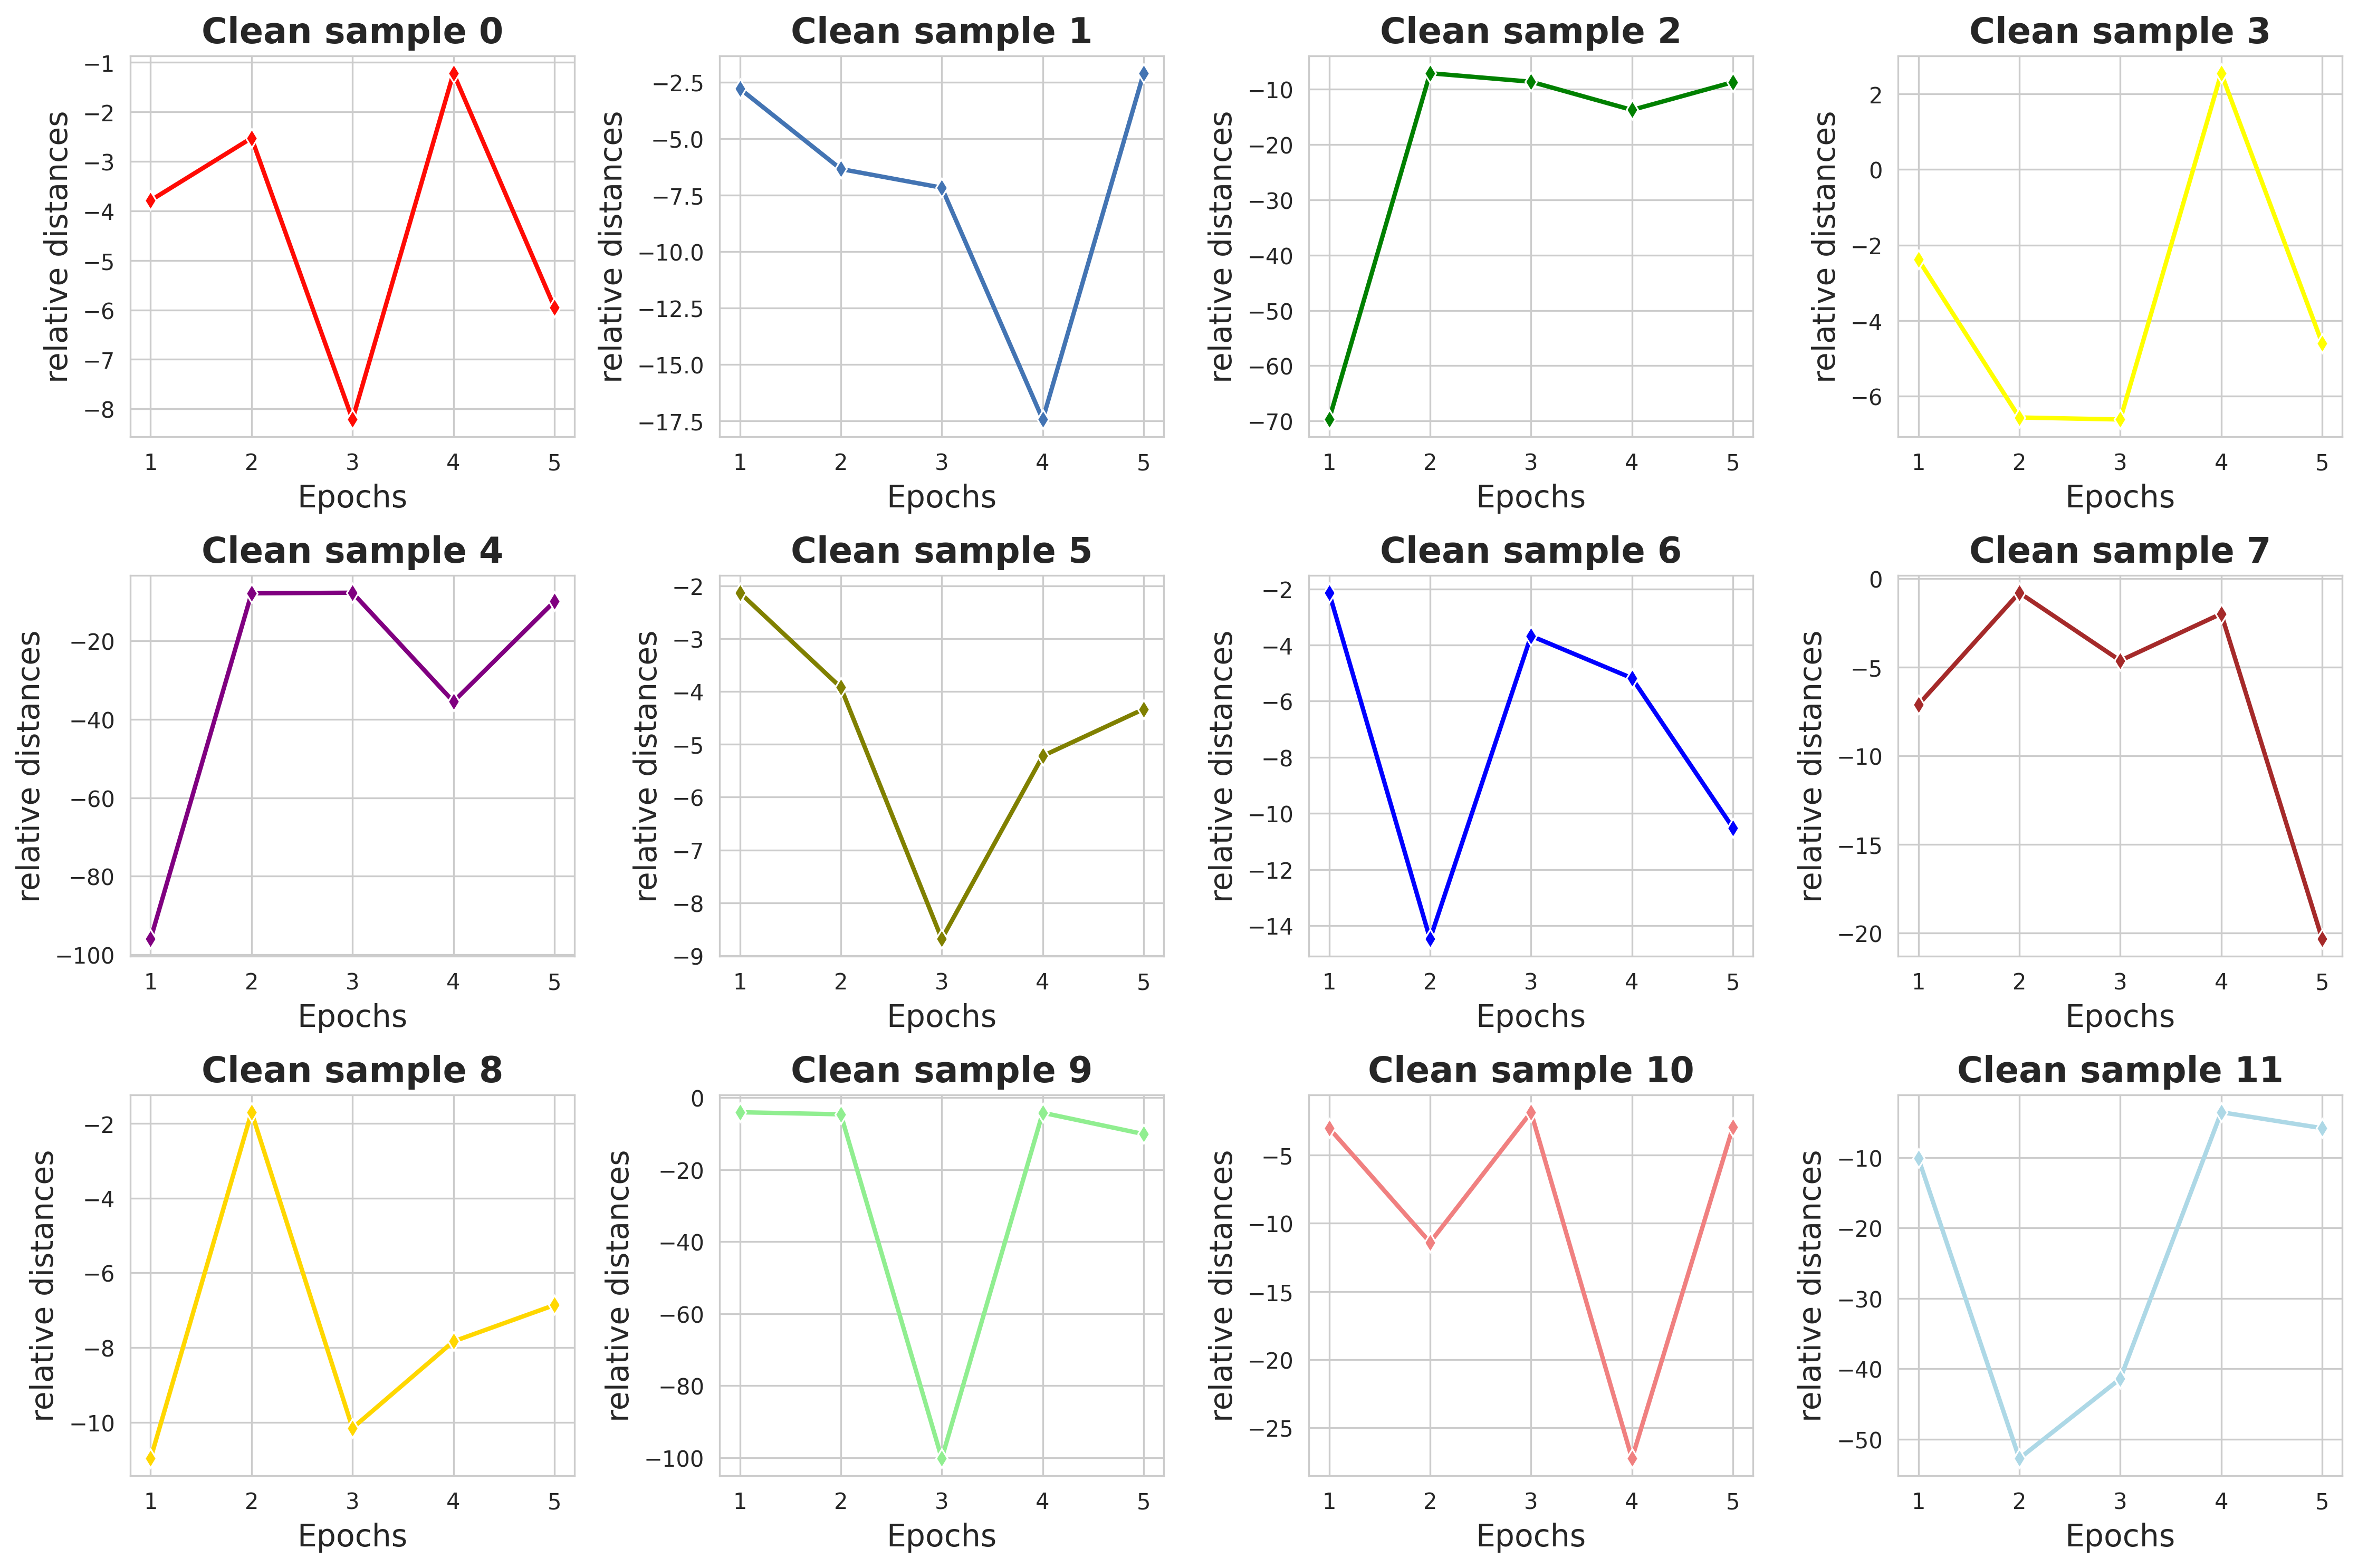 Clean sample 0
−1
−2
−3
−4
−5
−6
−7
−8
relative distances
1 2 3 4 5
Epochs
Clean sample 1
−2.5
−5.0
−7.5
−10.0
−12.5
−15.0
−17.5
relative distances
1 2 3 4 5
Epochs
Clean sample 2
−10
−20
−30
−40
−50
−60
−70
relative distances
1 2 3 4 5
Epochs
Clean sample 3
2
0
−2
−4
−6
relative distances
1 2 3 4 5
Epochs
Clean sample 4
−20
−40
−60
−80
−100
relative distances
1 2 3 4 5
Epochs
Clean sample 5
−2
−3
−4
−5
−6
−7
−8
−9
relative distances
1 2 3 4 5
Epochs
Clean sample 6
−2
−4
−6
−8
−10
−12
−14
relative distances
1 2 3 4 5
Epochs
Clean sample 7
0
−5
−10
−15
−20
relative distances
1 2 3 4 5
Epochs
Clean sample 8
−2
−4
−6
−8
−10
relative distances
1 2 3 4 5
Epochs
Clean sample 9
0
−20
−40
−60
−80
−100
relative distances
1 2 3 4 5
Epochs
Clean sample 10
−5
−10
−15
−20
−25
relative distances
1 2 3 4 5
Epochs
Clean sample 11
−10
−20
−30
−40
−50
relative distances
1 2 3 4 5
Epochs